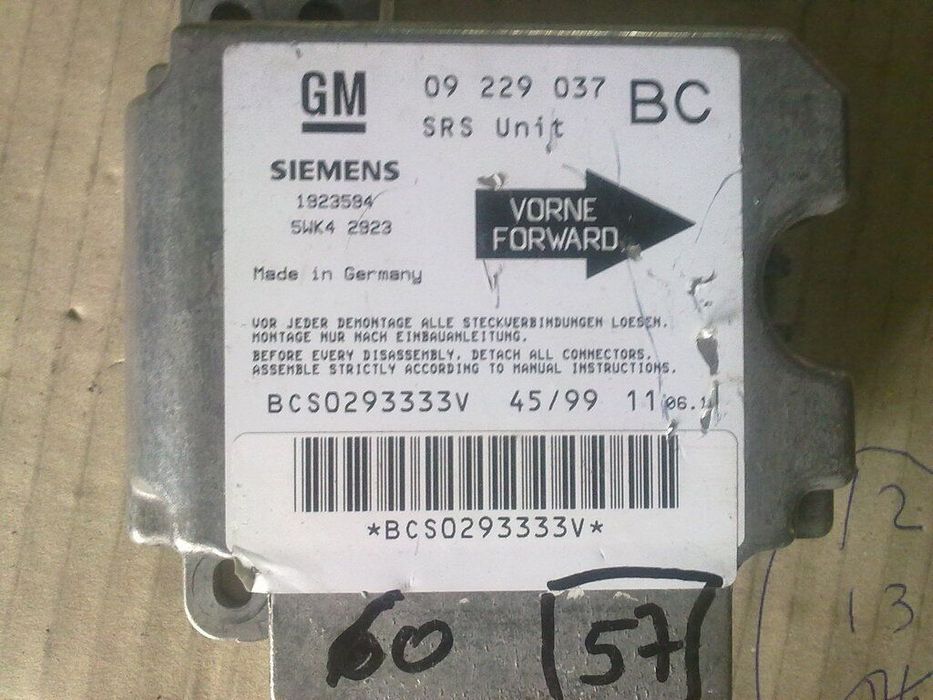 GM 09 229 037 BC
SRS Unit
SIEMENS
1923594
5WK4 2923
VORNE
FORWARD
Made in Germany
VOR JEDER DEMONTAGE ALLE STECKVERBINDUNGEN LOESEN.
MONTAGE NUR NACH EINBAUANLEITUNG.
BEFORE EVERY DISASSEMBLY, DETACH ALL CONNECTORS.
ASSEMBLE STRICTLY ACCORDING TO MANUAL INSTRUCTIONS.
BCS0293333V 45/99 11
*BCS0293333V*
60 57
12
13